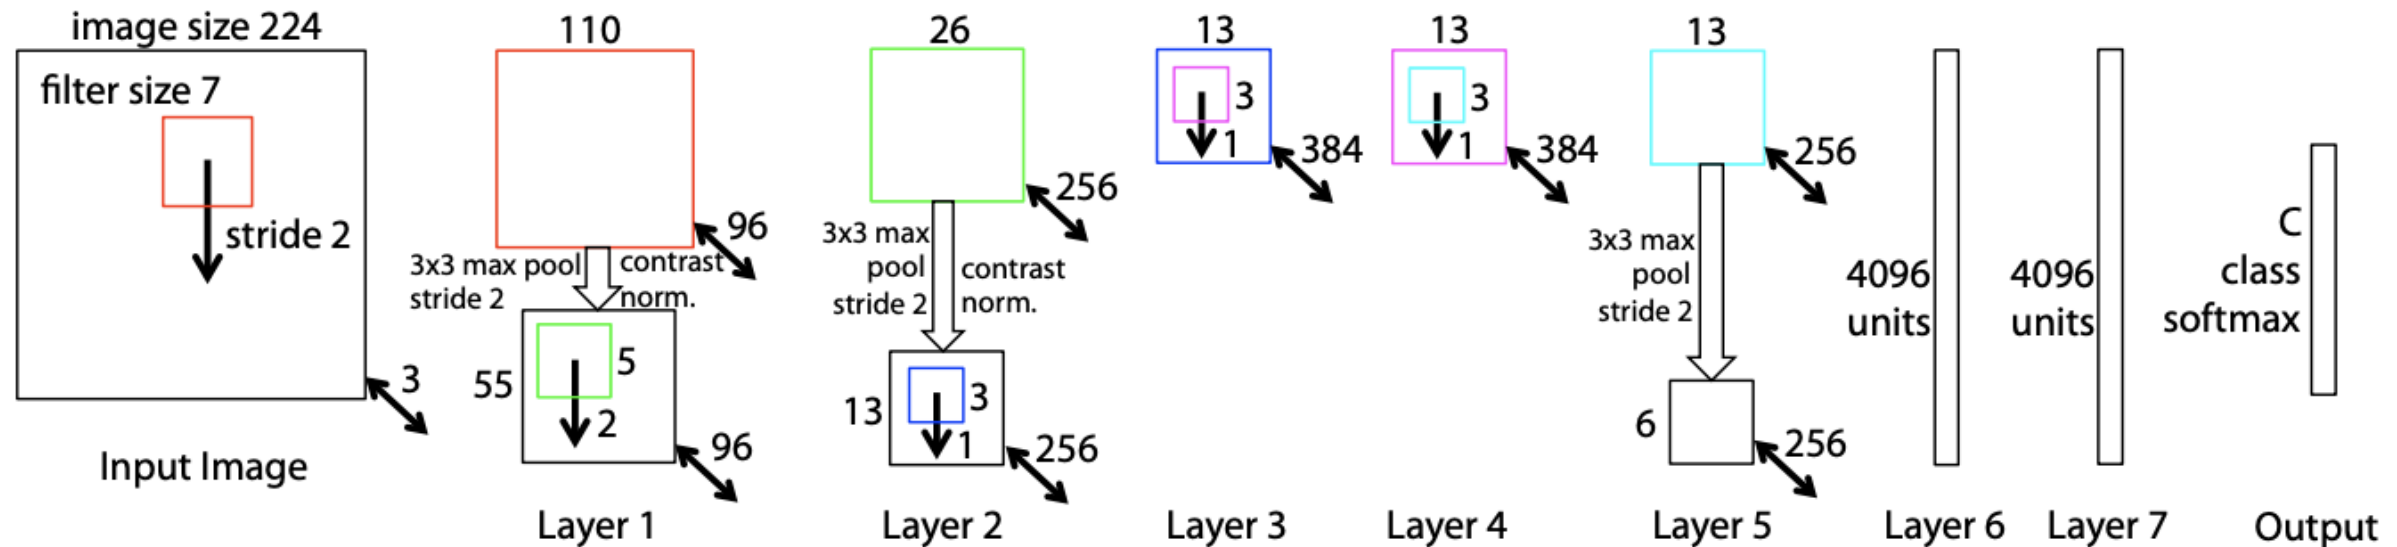 image size 224
filter size 7
stride 2
3
Input Image
110
96
3x3 max pool
stride 2
contrast
norm.
55
5
2
96
Layer 1
26
256
3x3 max
pool
stride 2
contrast
norm.
13
3
1
256
Layer 2
13
3
1
384
Layer 3
13
3
1
384
Layer 4
13
256
3x3 max
pool
stride 2
6
256
Layer 5
4096
units
Layer 6
4096
units
Layer 7
C
class
softmax
Output